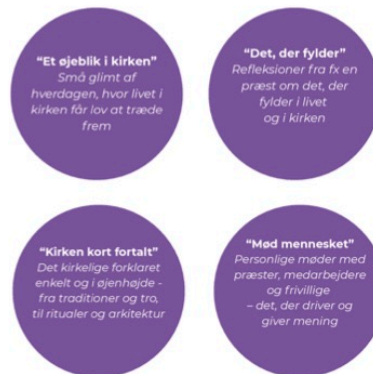 “Et øjeblik i kirken”
Små glimt af
hverdagen, hvor livet i
kirken får lov at træde
frem
“Det, der fylder”
Refleksioner fra fx en
præst om det, der
fylder i livet
og i kirken
“Kirken kort fortalt”
Det kirkelige forklaret
enkelt og i øjenhøjde -
fra traditioner og tro,
til ritualer og arkitektur
“Mød mennesket”
Personlige møder med
præster, medarbejdere
og frivillige
– det, der driver og
giver mening